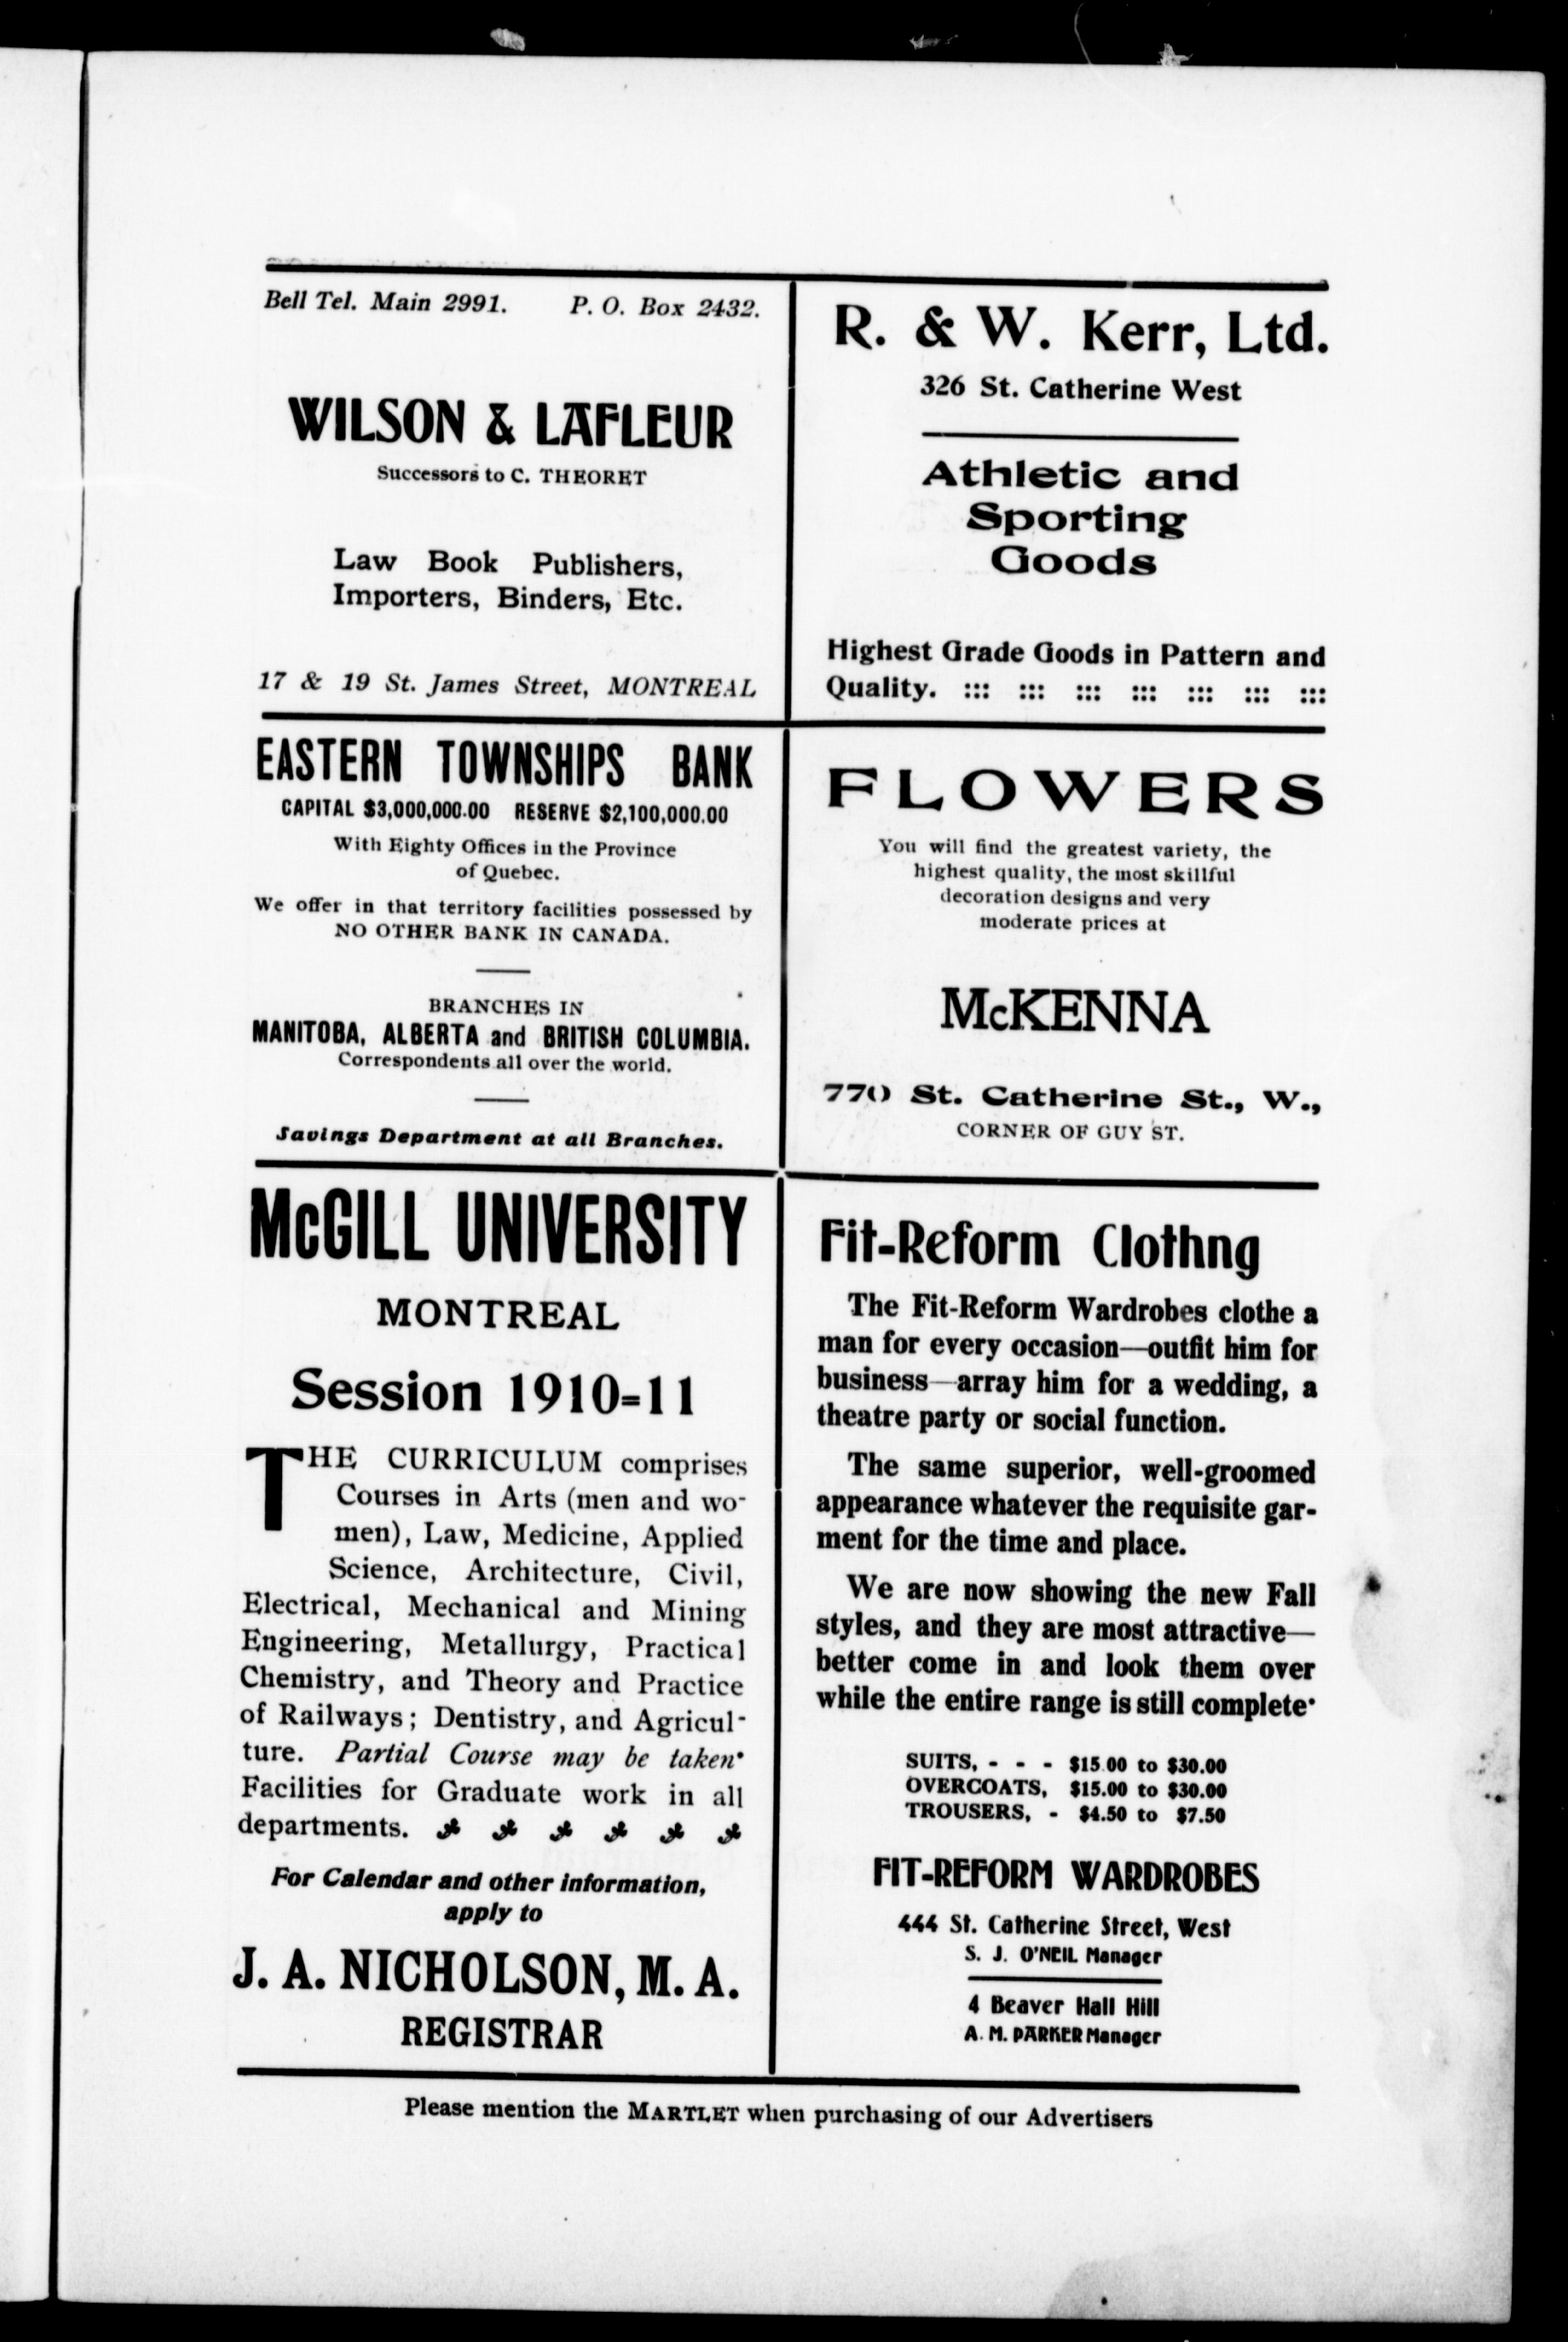 Bell Tel. Main 2991. P. O. Box 2432.
WILSON & LAFLEUR
Successors to C. THEORET
Law Book Publishers,
Importers, Binders, Etc.
17 & 19 St. James Street, MONTREAL
R. & W. Kerr, Ltd.
326 St. Catherine West
Athletic and
Sporting
Goods
Highest Grade Goods in Pattern and
Quality. ::: ::: ::: ::: ::: ::: :::
EASTERN TOWNSHIPS BANK
CAPITAL $3,000,000.00 RESERVE $2,100,000.00
With Eighty Offices in the Province
of Quebec.
We offer in that territory facilities possessed by
NO OTHER BANK IN CANADA.
BRANCHES IN
MANITOBA, ALBERTA and BRITISH COLUMBIA.
Correspondents all over the world.
Savings Department at all Branches.
FLOWERS
You will find the greatest variety, the
highest quality, the most skillful
decoration designs and very
moderate prices at
McKENNA
770 St. Catherine St., W.,
CORNER OF GUY ST.
McGILL UNIVERSITY
MONTREAL
Session 1910=11
THE CURRICULUM comprises
Courses in Arts (men and wo-
men), Law, Medicine, Applied
Science, Architecture, Civil,
Electrical, Mechanical and Mining
Engineering, Metallurgy, Practical
Chemistry, and Theory and Practice
of Railways; Dentistry, and Agricul-
ture. Partial Course may be taken·
Facilities for Graduate work in all
departments.
For Calendar and other information,
apply to
J. A. NICHOLSON, M. A.
REGISTRAR
Fit-Reform Clothng
The Fit-Reform Wardrobes clothe a
man for every occasion—outfit him for
business—array him for a wedding, a
theatre party or social function.
The same superior, well-groomed
appearance whatever the requisite gar-
ment for the time and place.
We are now showing the new Fall
styles, and they are most attractive—
better come in and look them over
while the entire range is still complete·
SUITS, - - - $15.00 to $30.00
OVERCOATS, $15.00 to $30.00
TROUSERS, - $4.50 to $7.50
FIT-REFORM WARDROBES
444 St. Catherine Street, West
S. J. O'NEIL Manager
4 Beaver Hall Hill
A. M. PARKER Manager
Please mention the MARTLET when purchasing of our Advertisers